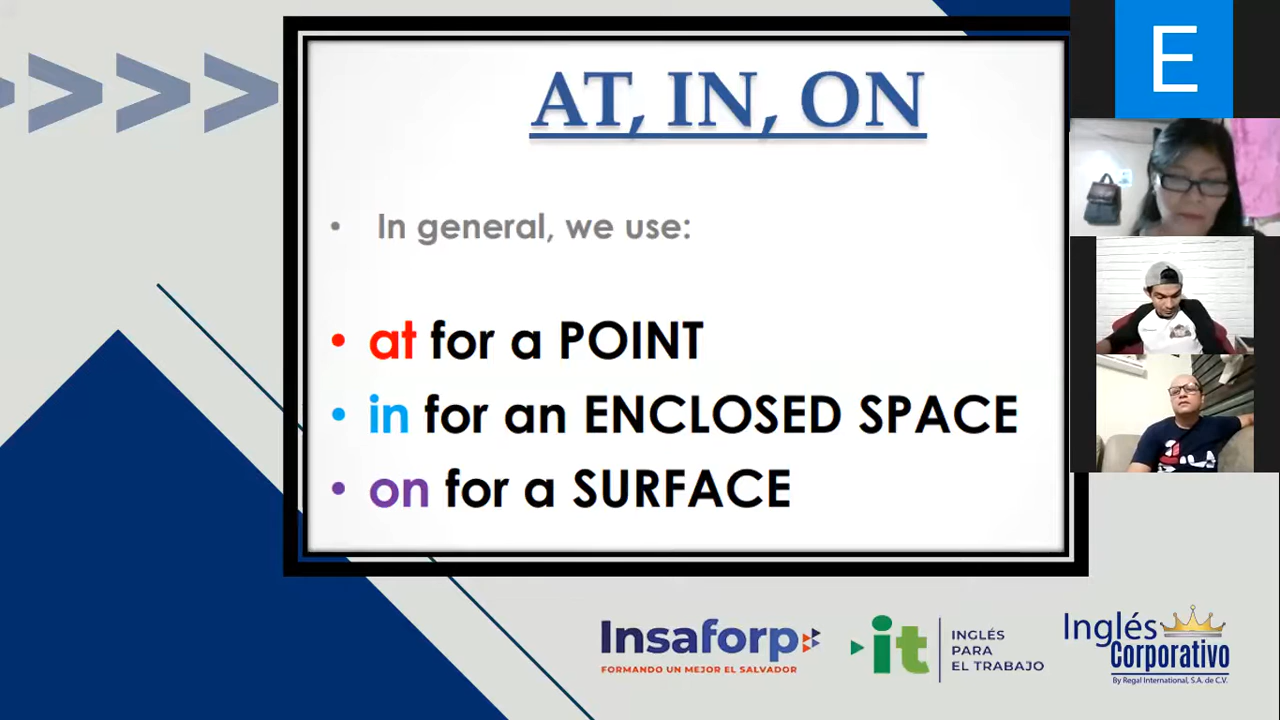 AT, IN, ON
• In general, we use:
• at for a POINT
• in for an ENCLOSED SPACE
• on for a SURFACE
E
Insaforp
FORMANDO UN MEJOR EL SALVADOR
it
INGLÉS
PARA
EL TRABAJO
Inglés
Corporativo
By Regal International, S.A. de C.V.